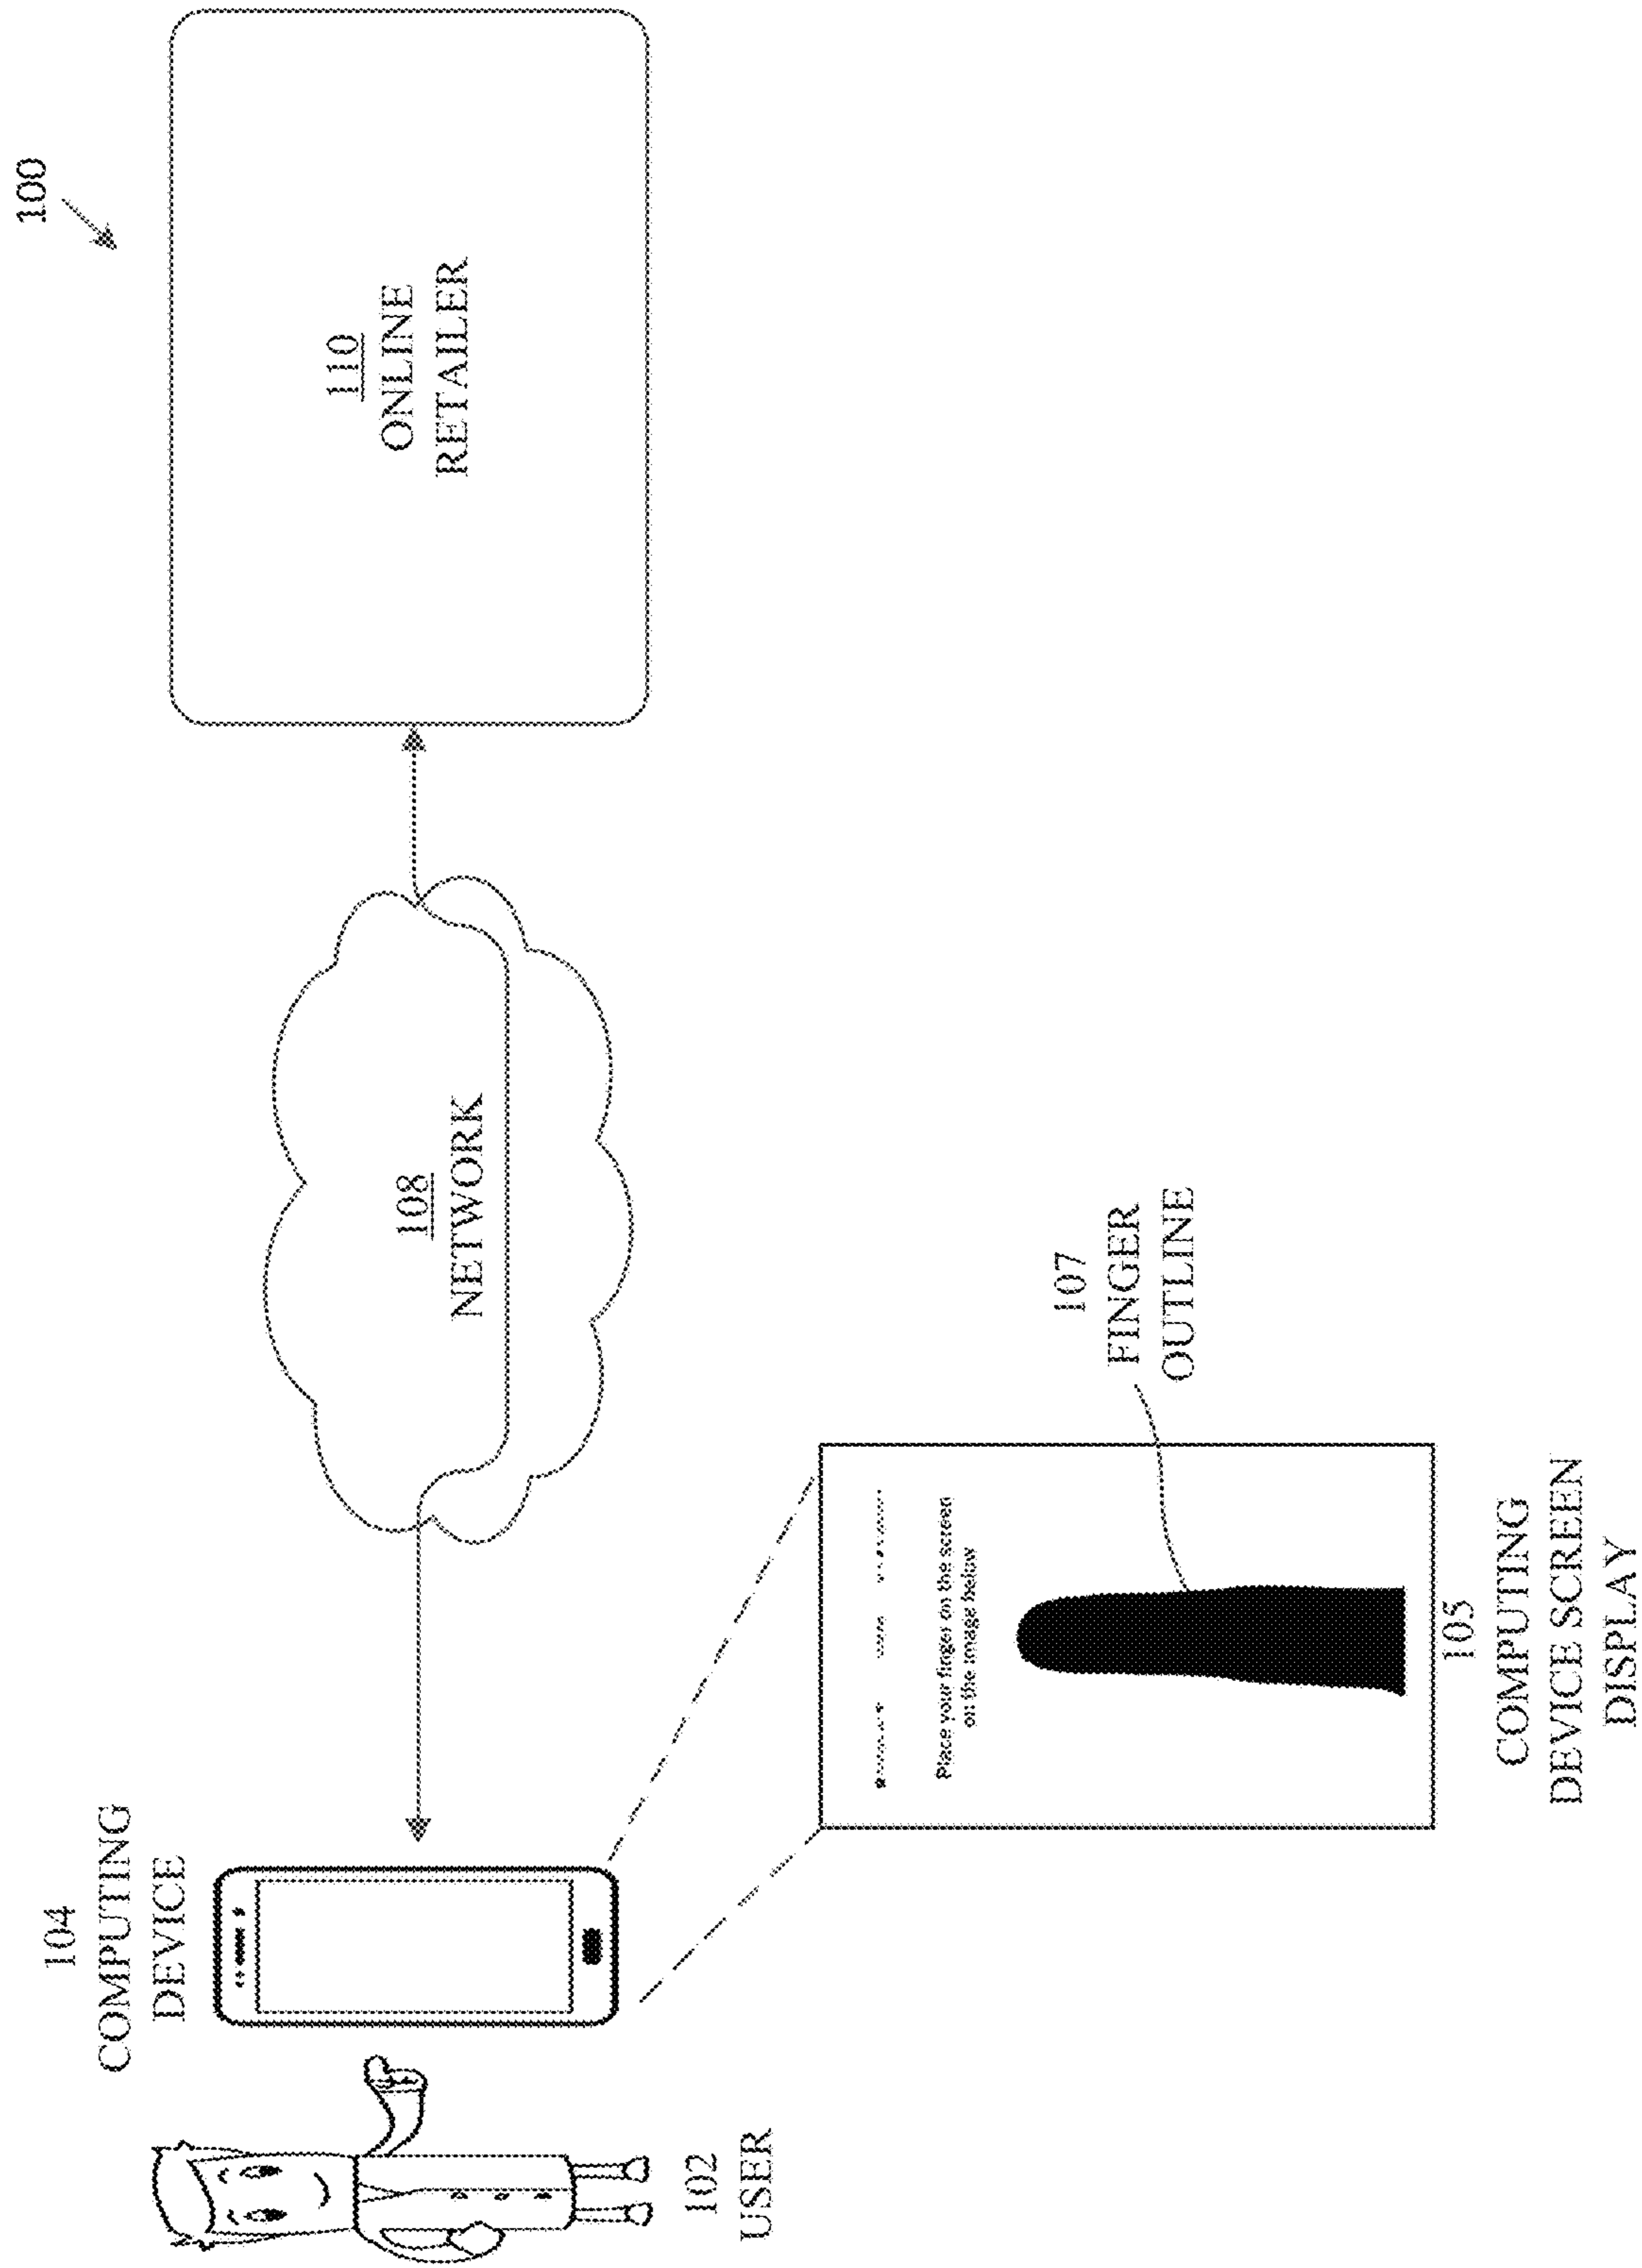 100
104
COMPUTING
DEVICE
110
ONLINE
RETAILER
108
NETWORK
102
USER
Place your finger on the screen
on the image below
107
FINGER
OUTLINE
105
COMPUTING
DEVICE SCREEN
DISPLAY